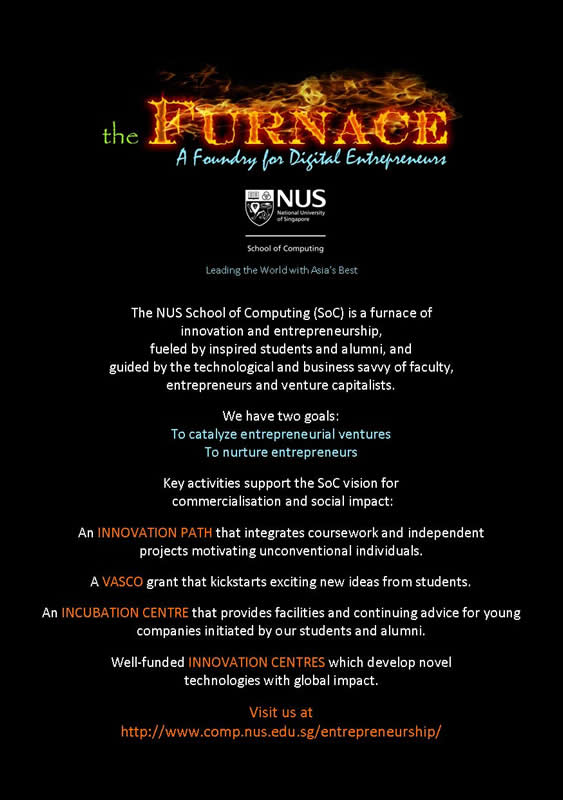 the FURNACE
A Foundry for Digital Entrepreneurs
NUS
National University
of Singapore
School of Computing
Leading the World with Asia's Best
The NUS School of Computing (SoC) is a furnace of
innovation and entrepreneurship,
fueled by inspired students and alumni, and
guided by the technological and business savvy of faculty,
entrepreneurs and venture capitalists.
We have two goals:
To catalyze entrepreneurial ventures
To nurture entrepreneurs
Key activities support the SoC vision for
commercialisation and social impact:
An INNOVATION PATH that integrates coursework and independent
projects motivating unconventional individuals.
A VASCO grant that kickstarts exciting new ideas from students.
An INCUBATION CENTRE that provides facilities and continuing advice for young
companies initiated by our students and alumni.
Well-funded INNOVATION CENTRES which develop novel
technologies with global impact.
Visit us at
http://www.comp.nus.edu.sg/entrepreneurship/